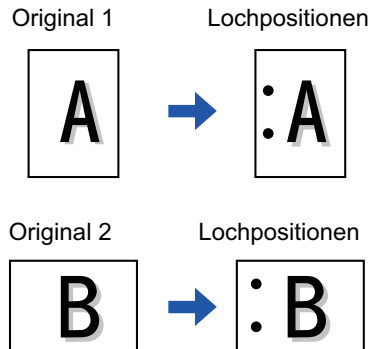 Original 1 Lochpositionen
A :A
Original 2 Lochpositionen
B :B